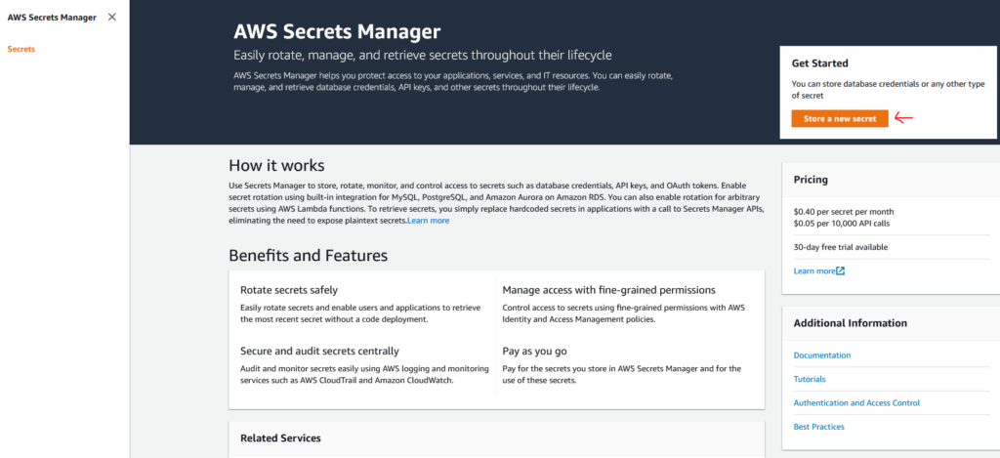 AWS Secrets Manager
Secrets
AWS Secrets Manager
Easily rotate, manage, and retrieve secrets throughout their lifecycle
AWS Secrets Manager helps you protect access to your applications, services, and IT resources. You can easily rotate,
manage, and retrieve database credentials, API keys, and other secrets throughout their lifecycle.
Get Started
You can store database credentials or any other type
of secret
Store a new secret
How it works
Use Secrets Manager to store, rotate, monitor, and control access to secrets such as database credentials, API keys, and OAuth tokens. Enable
secret rotation using built-in integration for MySQL, PostgreSQL, and Amazon Aurora on Amazon RDS. You can also enable rotation for arbitrary
secrets using AWS Lambda functions. To retrieve secrets, you simply replace hardcoded secrets in applications with a call to Secrets Manager APIs,
eliminating the need to expose plaintext secrets.Learn more
Benefits and Features
Rotate secrets safely
Easily rotate secrets and enable users and applications to retrieve
the most recent secret without a code deployment.
Manage access with fine-grained permissions
Control access to secrets using fine-grained permissions with AWS
Identity and Access Management policies.
Secure and audit secrets centrally
Audit and monitor secrets easily using AWS logging and monitoring
services such as AWS CloudTrail and Amazon CloudWatch.
Pay as you go
Pay for the secrets you store in AWS Secrets Manager and for the
use of these secrets.
Related Services
Pricing
$0.40 per secret per month
$0.05 per 10,000 API calls
30-day free trial available
Learn more
Additional Information
Documentation
Tutorials
Authentication and Access Control
Best Practices